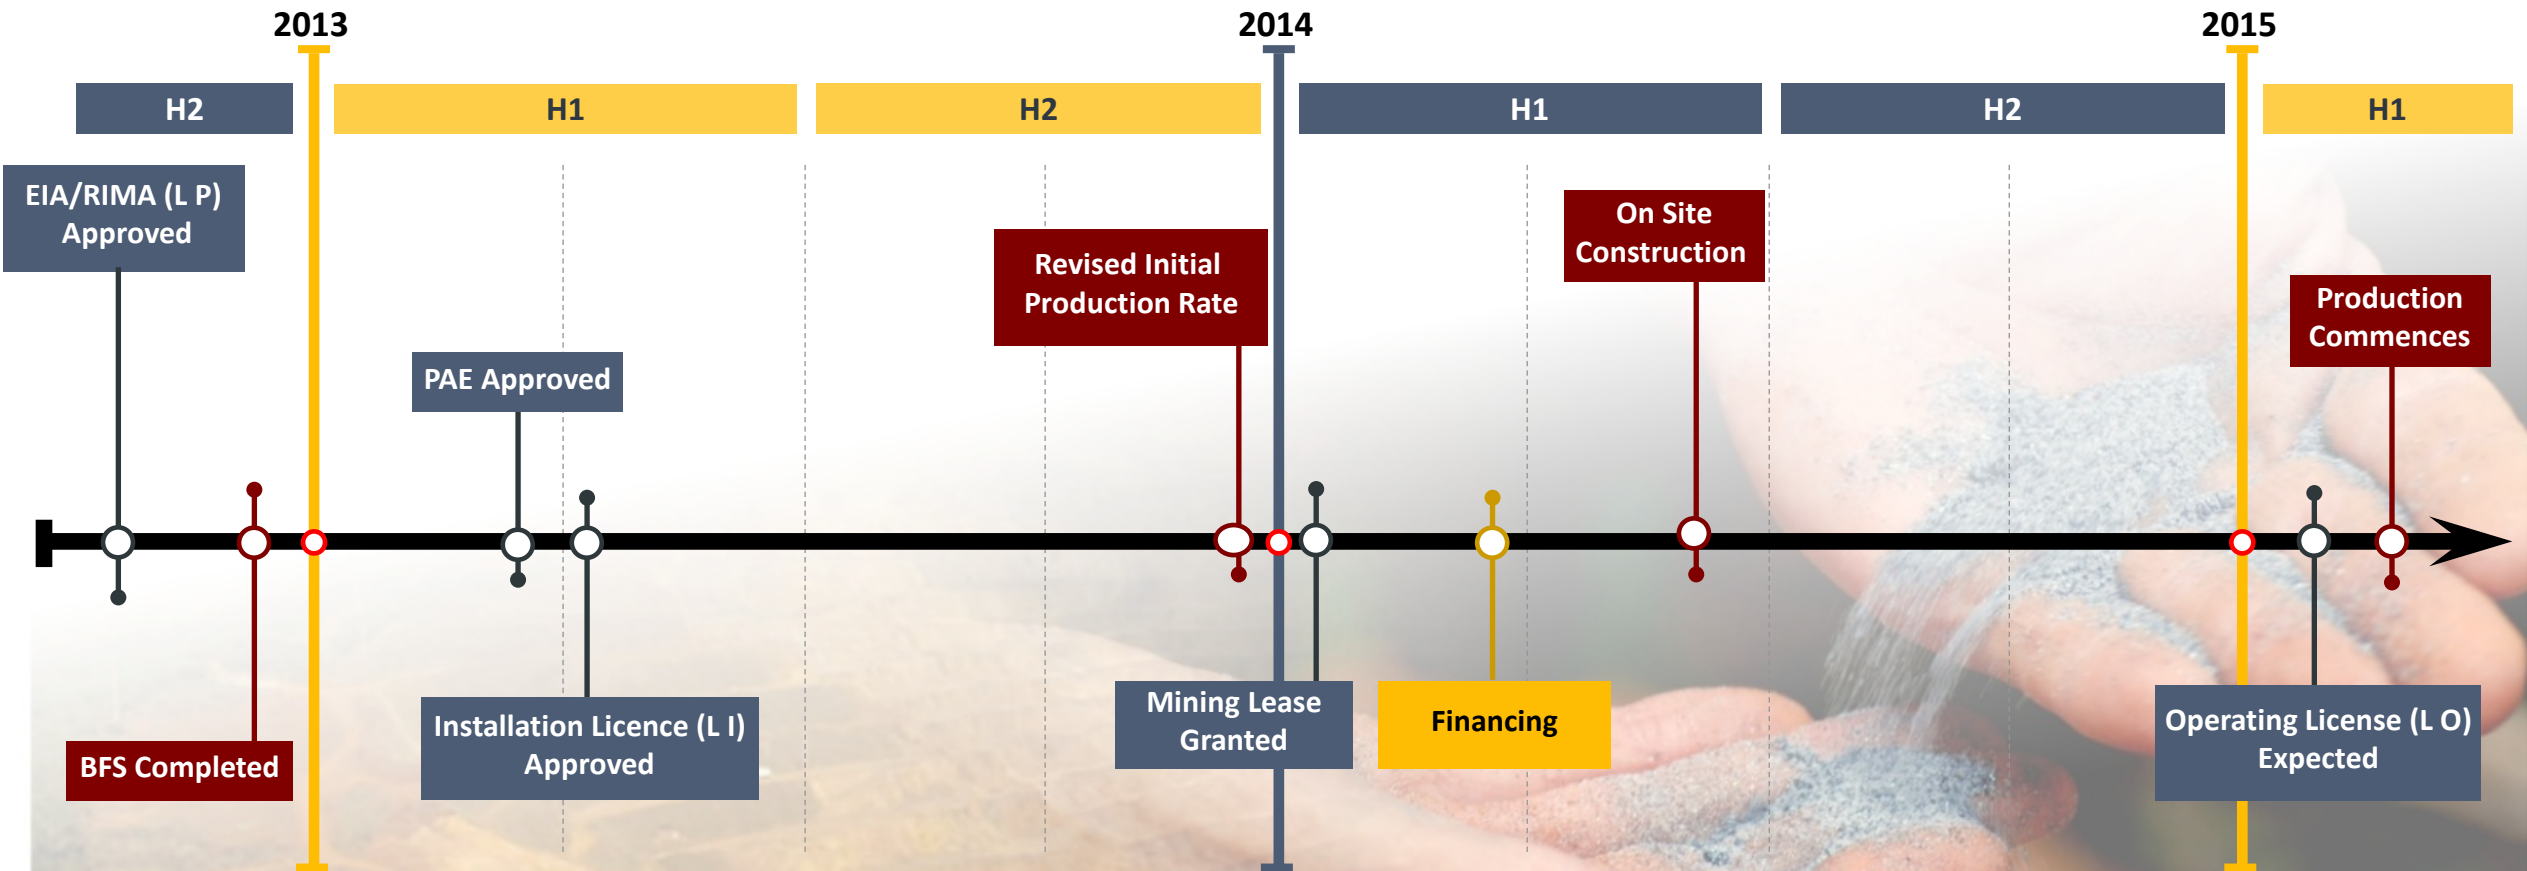 2013
2014
2015
H2
H1
H2
H1
H2
H1
EIA/RIMA (L P)
Approved
BFS Completed
PAE Approved
Installation Licence (L I)
Approved
Revised Initial
Production Rate
Mining Lease
Granted
Financing
On Site
Construction
Operating License (L O)
Expected
Production
Commences